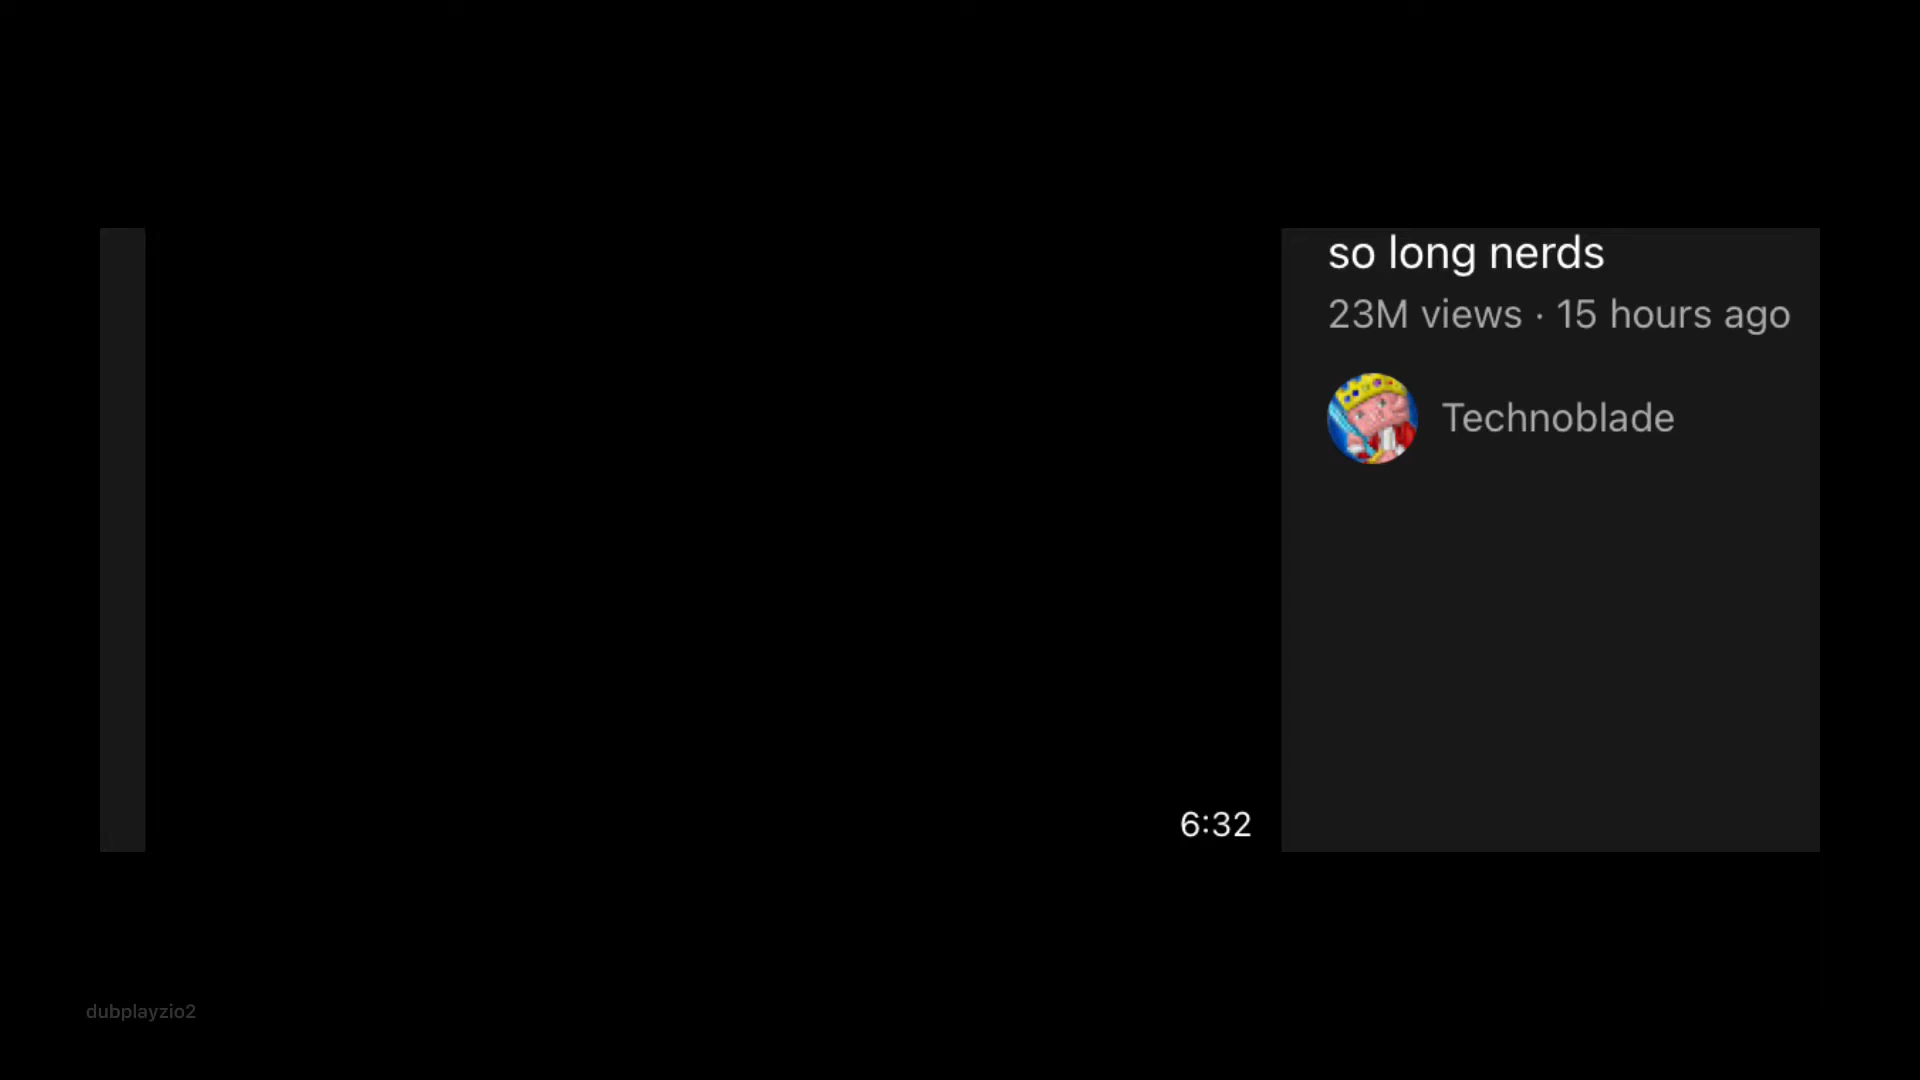 so long nerds
23M views · 15 hours ago
Technoblade
6:32
dubplayzio2